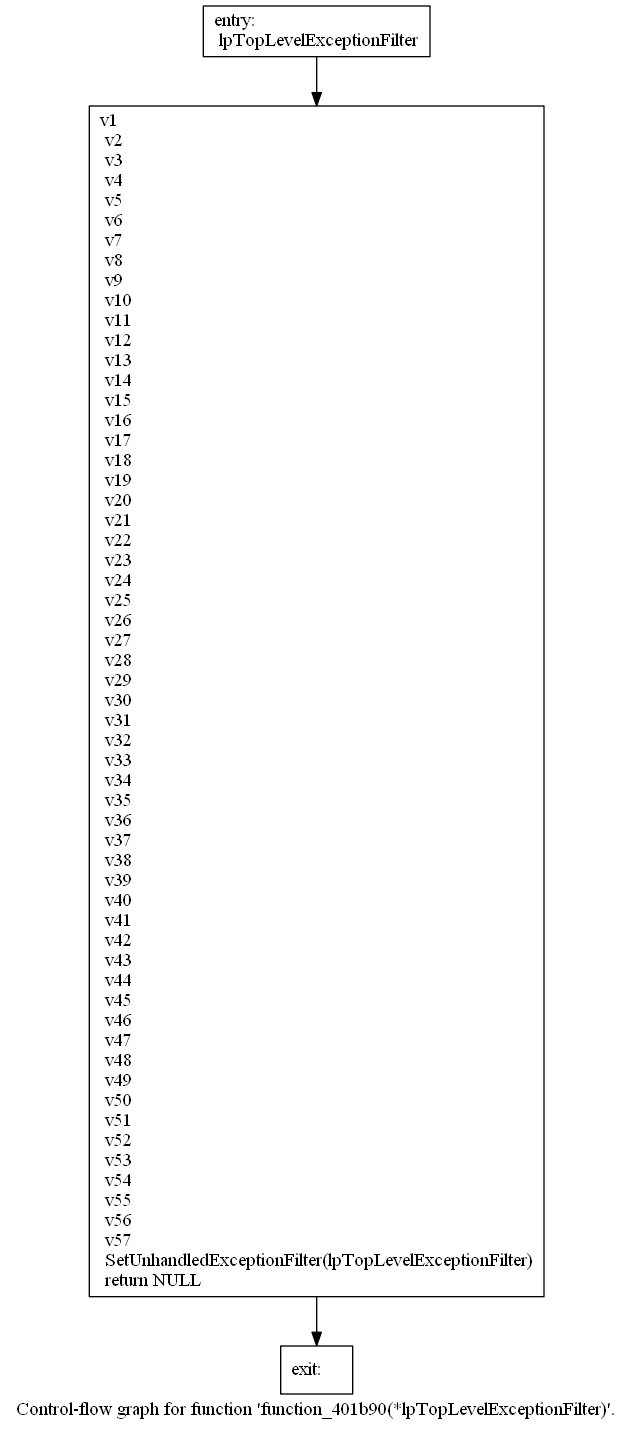 entry:
lpTopLevelExceptionFilter
v1
v2
v3
v4
v5
v6
v7
v8
v9
v10
v11
v12
v13
v14
v15
v16
v17
v18
v19
v20
v21
v22
v23
v24
v25
v26
v27
v28
v29
v30
v31
v32
v33
v34
v35
v36
v37
v38
v39
v40
v41
v42
v43
v44
v45
v46
v47
v48
v49
v50
v51
v52
v53
v54
v55
v56
v57
SetUnhandledExceptionFilter(lpTopLevelExceptionFilter)
return NULL
exit:
Control-flow graph for function 'function_401b90(*lpTopLevelExceptionFilter)'.